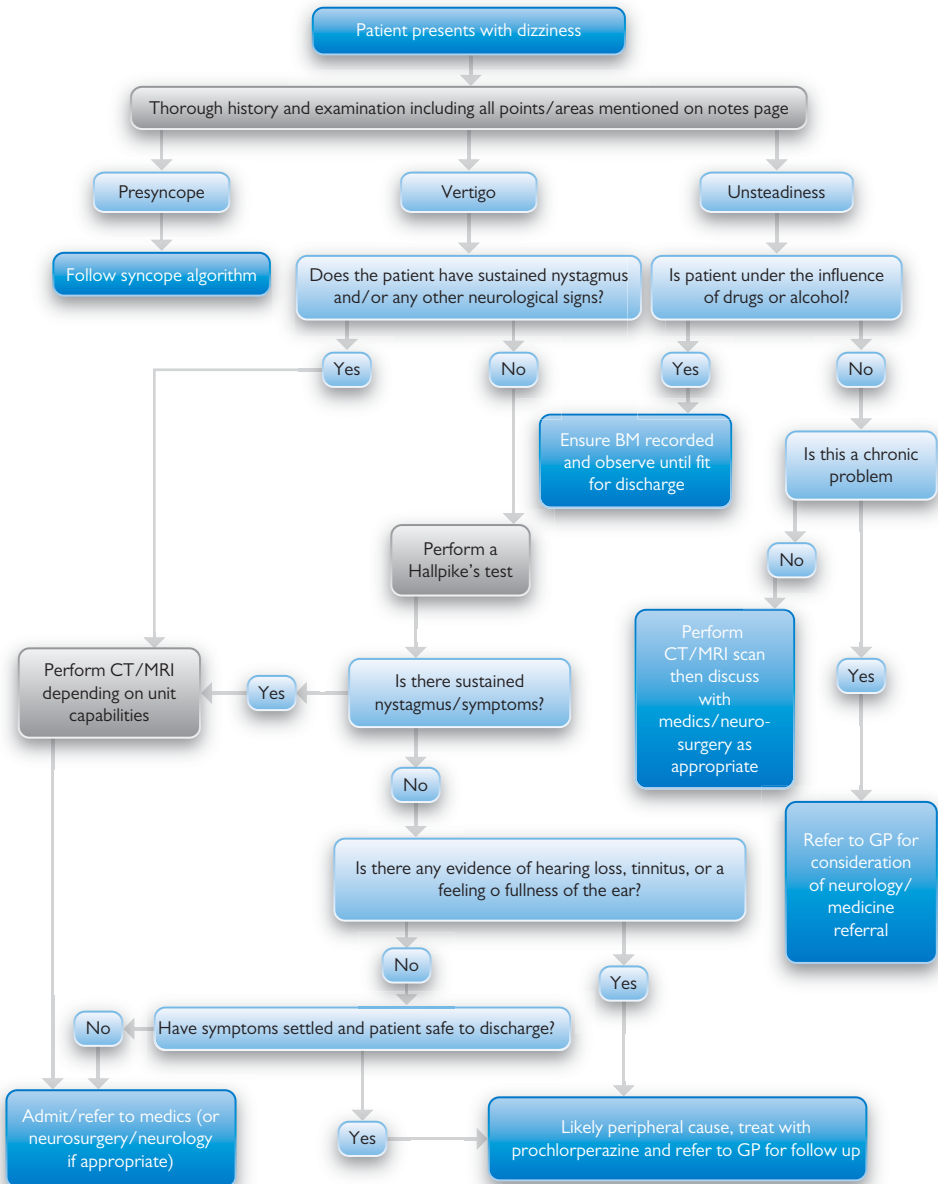 Patient presents with dizziness
Thorough history and examination including all points/areas mentioned on notes page
Presyncope
Vertigo
Unsteadiness
Follow syncope algorithm
Does the patient have sustained nystagmus
and/or any other neurological signs?
Is patient under the influence
of drugs or alcohol?
Yes
No
Yes
No
Ensure BM recorded
and observe until fit
for discharge
Is this a chronic
problem
Perform a
Hallpike's test
No
Perform CT/MRI
depending on unit
capabilities
Yes
Is there sustained
nystagmus/symptoms?
Perform
CT/MRI scan
then discuss
with
medics/neuro-
surgery as
appropriate
Yes
No
Refer to GP for
consideration
of neurology/
medicine
referral
Is there any evidence of hearing loss, tinnitus, or a
feeling o fullness of the ear?
No
Yes
No
Have symptoms settled and patient safe to discharge?
Admit/refer to medics (or
neurosurgery/neurology
if appropriate)
Yes
Likely peripheral cause, treat with
prochlorperazine and refer to GP for follow up